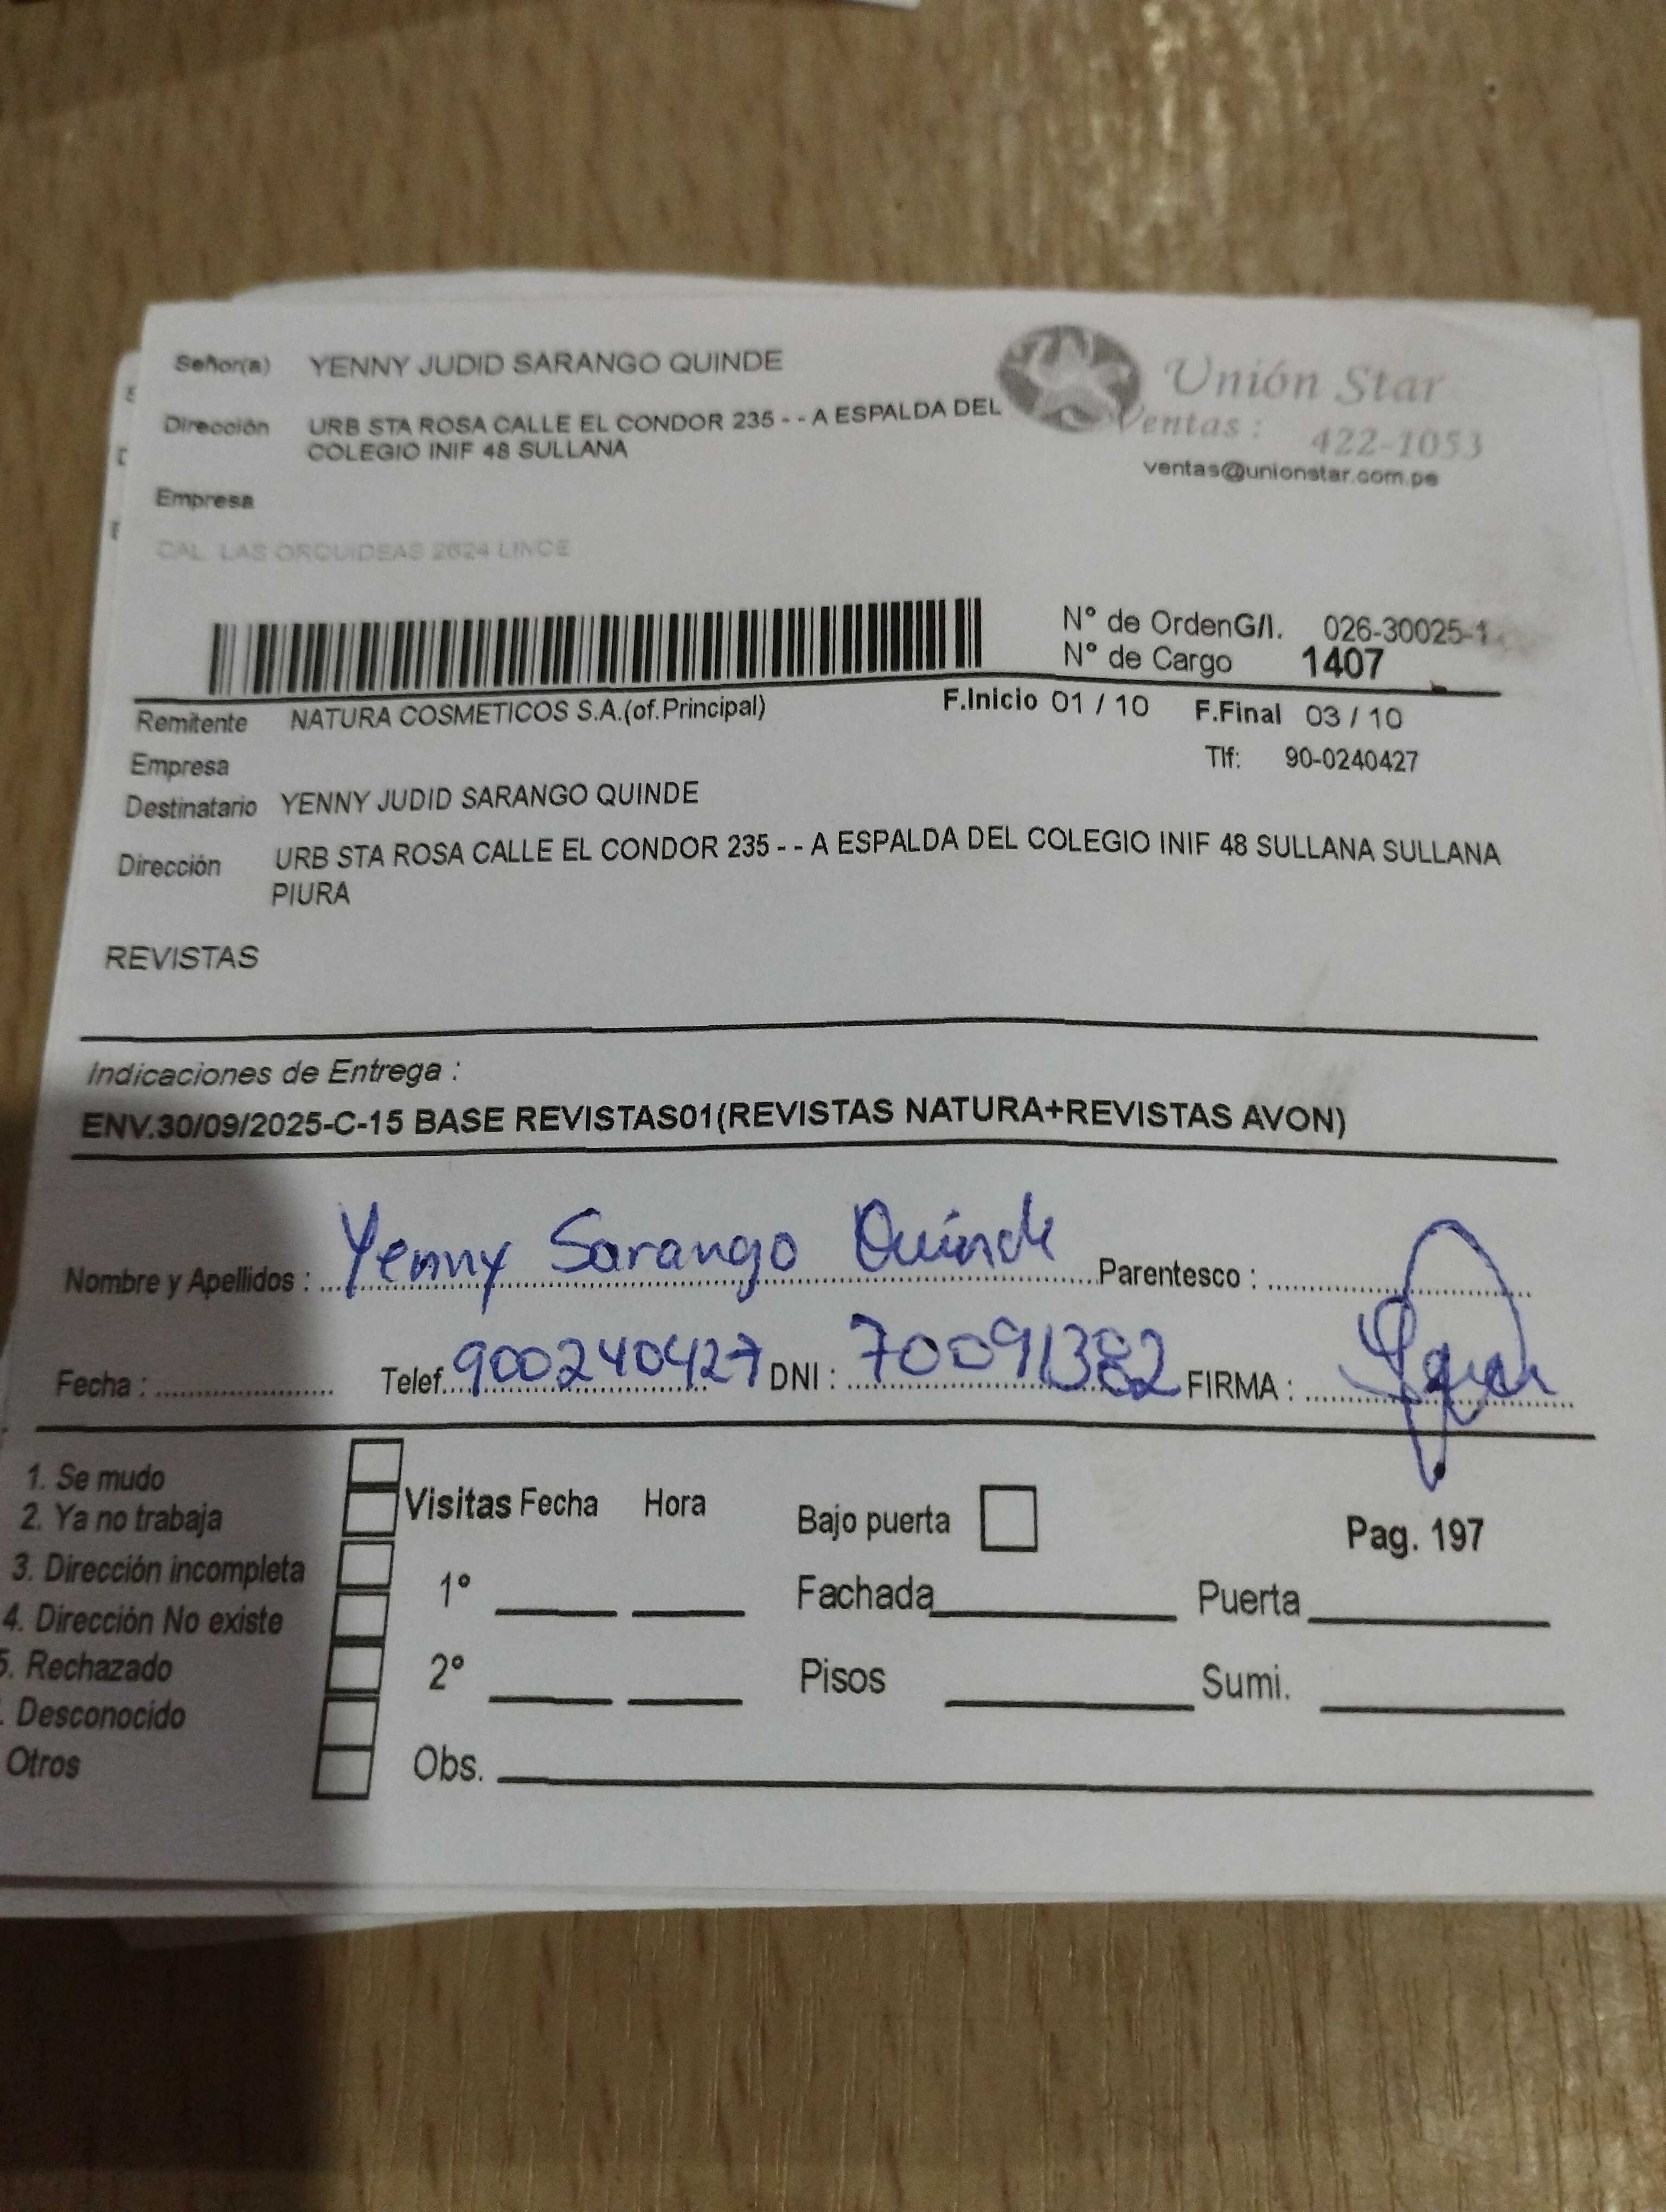 Señor(a) YENNY JUDID SARANGO QUINDE
Dirección URB STA ROSA CALLE EL CONDOR 235 - - A ESPALDA DEL
COLEGIO INIF 48 SULLANA
Unión Star
Ventas : 422-1053
ventas@unionstar.com.pe
Empresa
CAL. LAS ORQUIDEAS 2624 LINCE
Nº de OrdenG/I. 026-30025-1
Nº de Cargo 1407
Remitente NATURA COSMETICOS S.A.(of.Principal) F.Inicio 01 / 10 F.Final 03 / 10
Empresa Tlf: 90-0240427
Destinatario YENNY JUDID SARANGO QUINDE
Dirección URB STA ROSA CALLE EL CONDOR 235 - - A ESPALDA DEL COLEGIO INIF 48 SULLANA SULLANA
PIURA
REVISTAS
Indicaciones de Entrega :
ENV.30/09/2025-C-15 BASE REVISTAS01(REVISTAS NATURA+REVISTAS AVON)
Nombre y Apellidos : Yenny Sarango Quinde Parentesco :
Fecha : Telef. 900240427 DNI : 70091382 FIRMA :
1. Se mudo
2. Ya no trabaja
3. Dirección incompleta
4. Dirección No existe
5. Rechazado
. Desconocido
Otros
Visitas Fecha Hora Bajo puerta Pag. 197
1º Fachada Puerta
2º Pisos Sumi.
Obs.